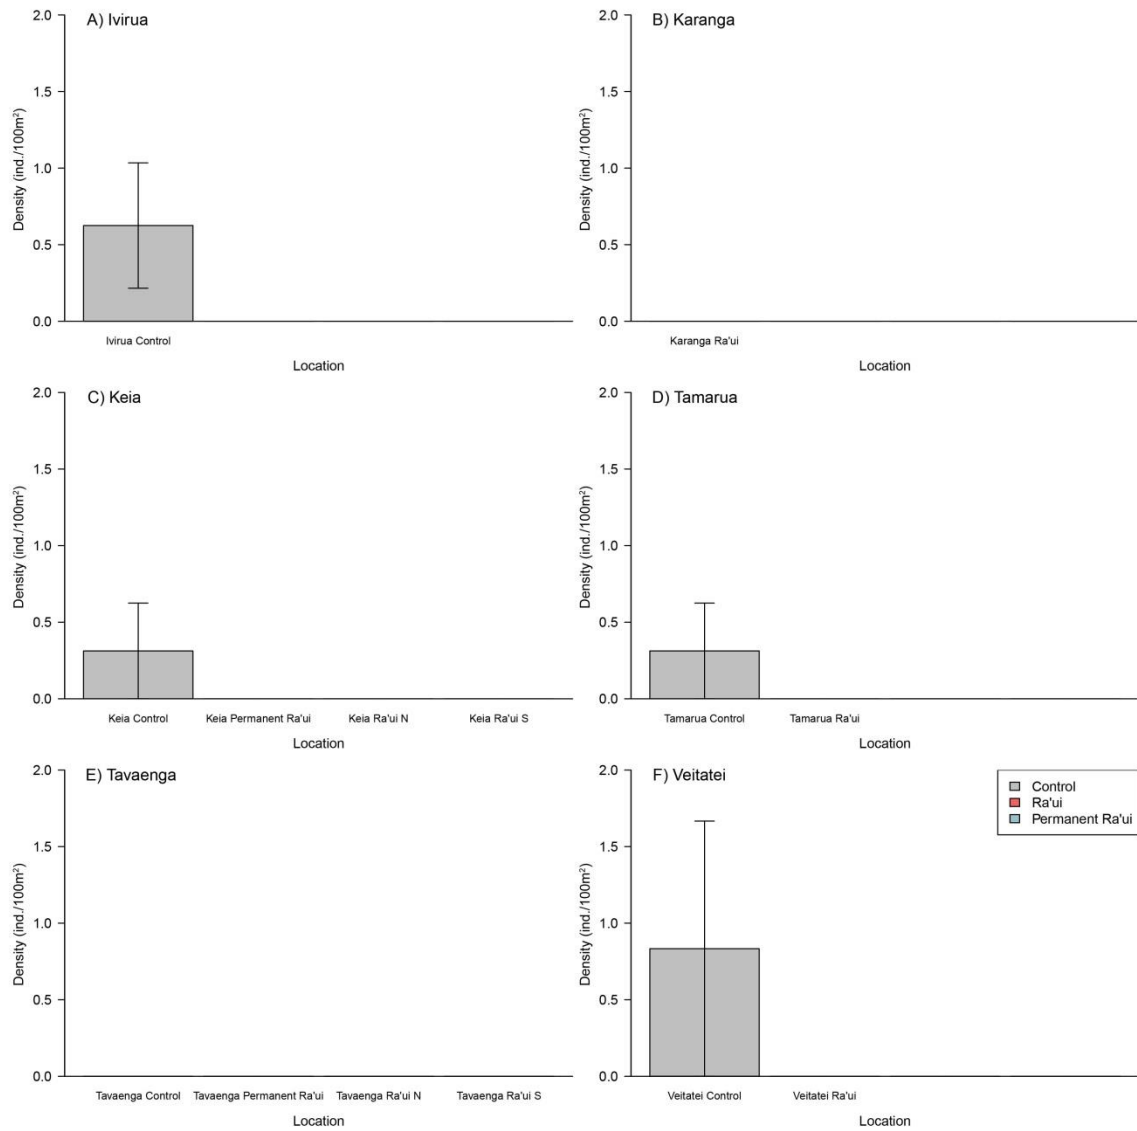 A) Ivirua
2.0
1.5
1.0
0.5
0.0
Density (ind./100m²)
Ivirua Control
Location
B) Karanga
2.0
1.5
1.0
0.5
0.0
Density (ind./100m²)
Karanga Ra'ui
Location
C) Keia
2.0
1.5
1.0
0.5
0.0
Density (ind./100m²)
Keia Control Keia Permanent Ra'ui Keia Ra'ui N Keia Ra'ui S
Location
D) Tamarua
2.0
1.5
1.0
0.5
0.0
Density (ind./100m²)
Tamarua Control Tamarua Ra'ui
Location
E) Tavaenga
2.0
1.5
1.0
0.5
0.0
Density (ind./100m²)
Tavaenga Control Tavaenga Permanent Ra'ui Tavaenga Ra'ui N Tavaenga Ra'ui S
Location
F) Veitatei
2.0
1.5
1.0
0.5
0.0
Density (ind./100m²)
Control
Ra'ui
Permanent Ra'ui
Veitatei Control Veitatei Ra'ui
Location